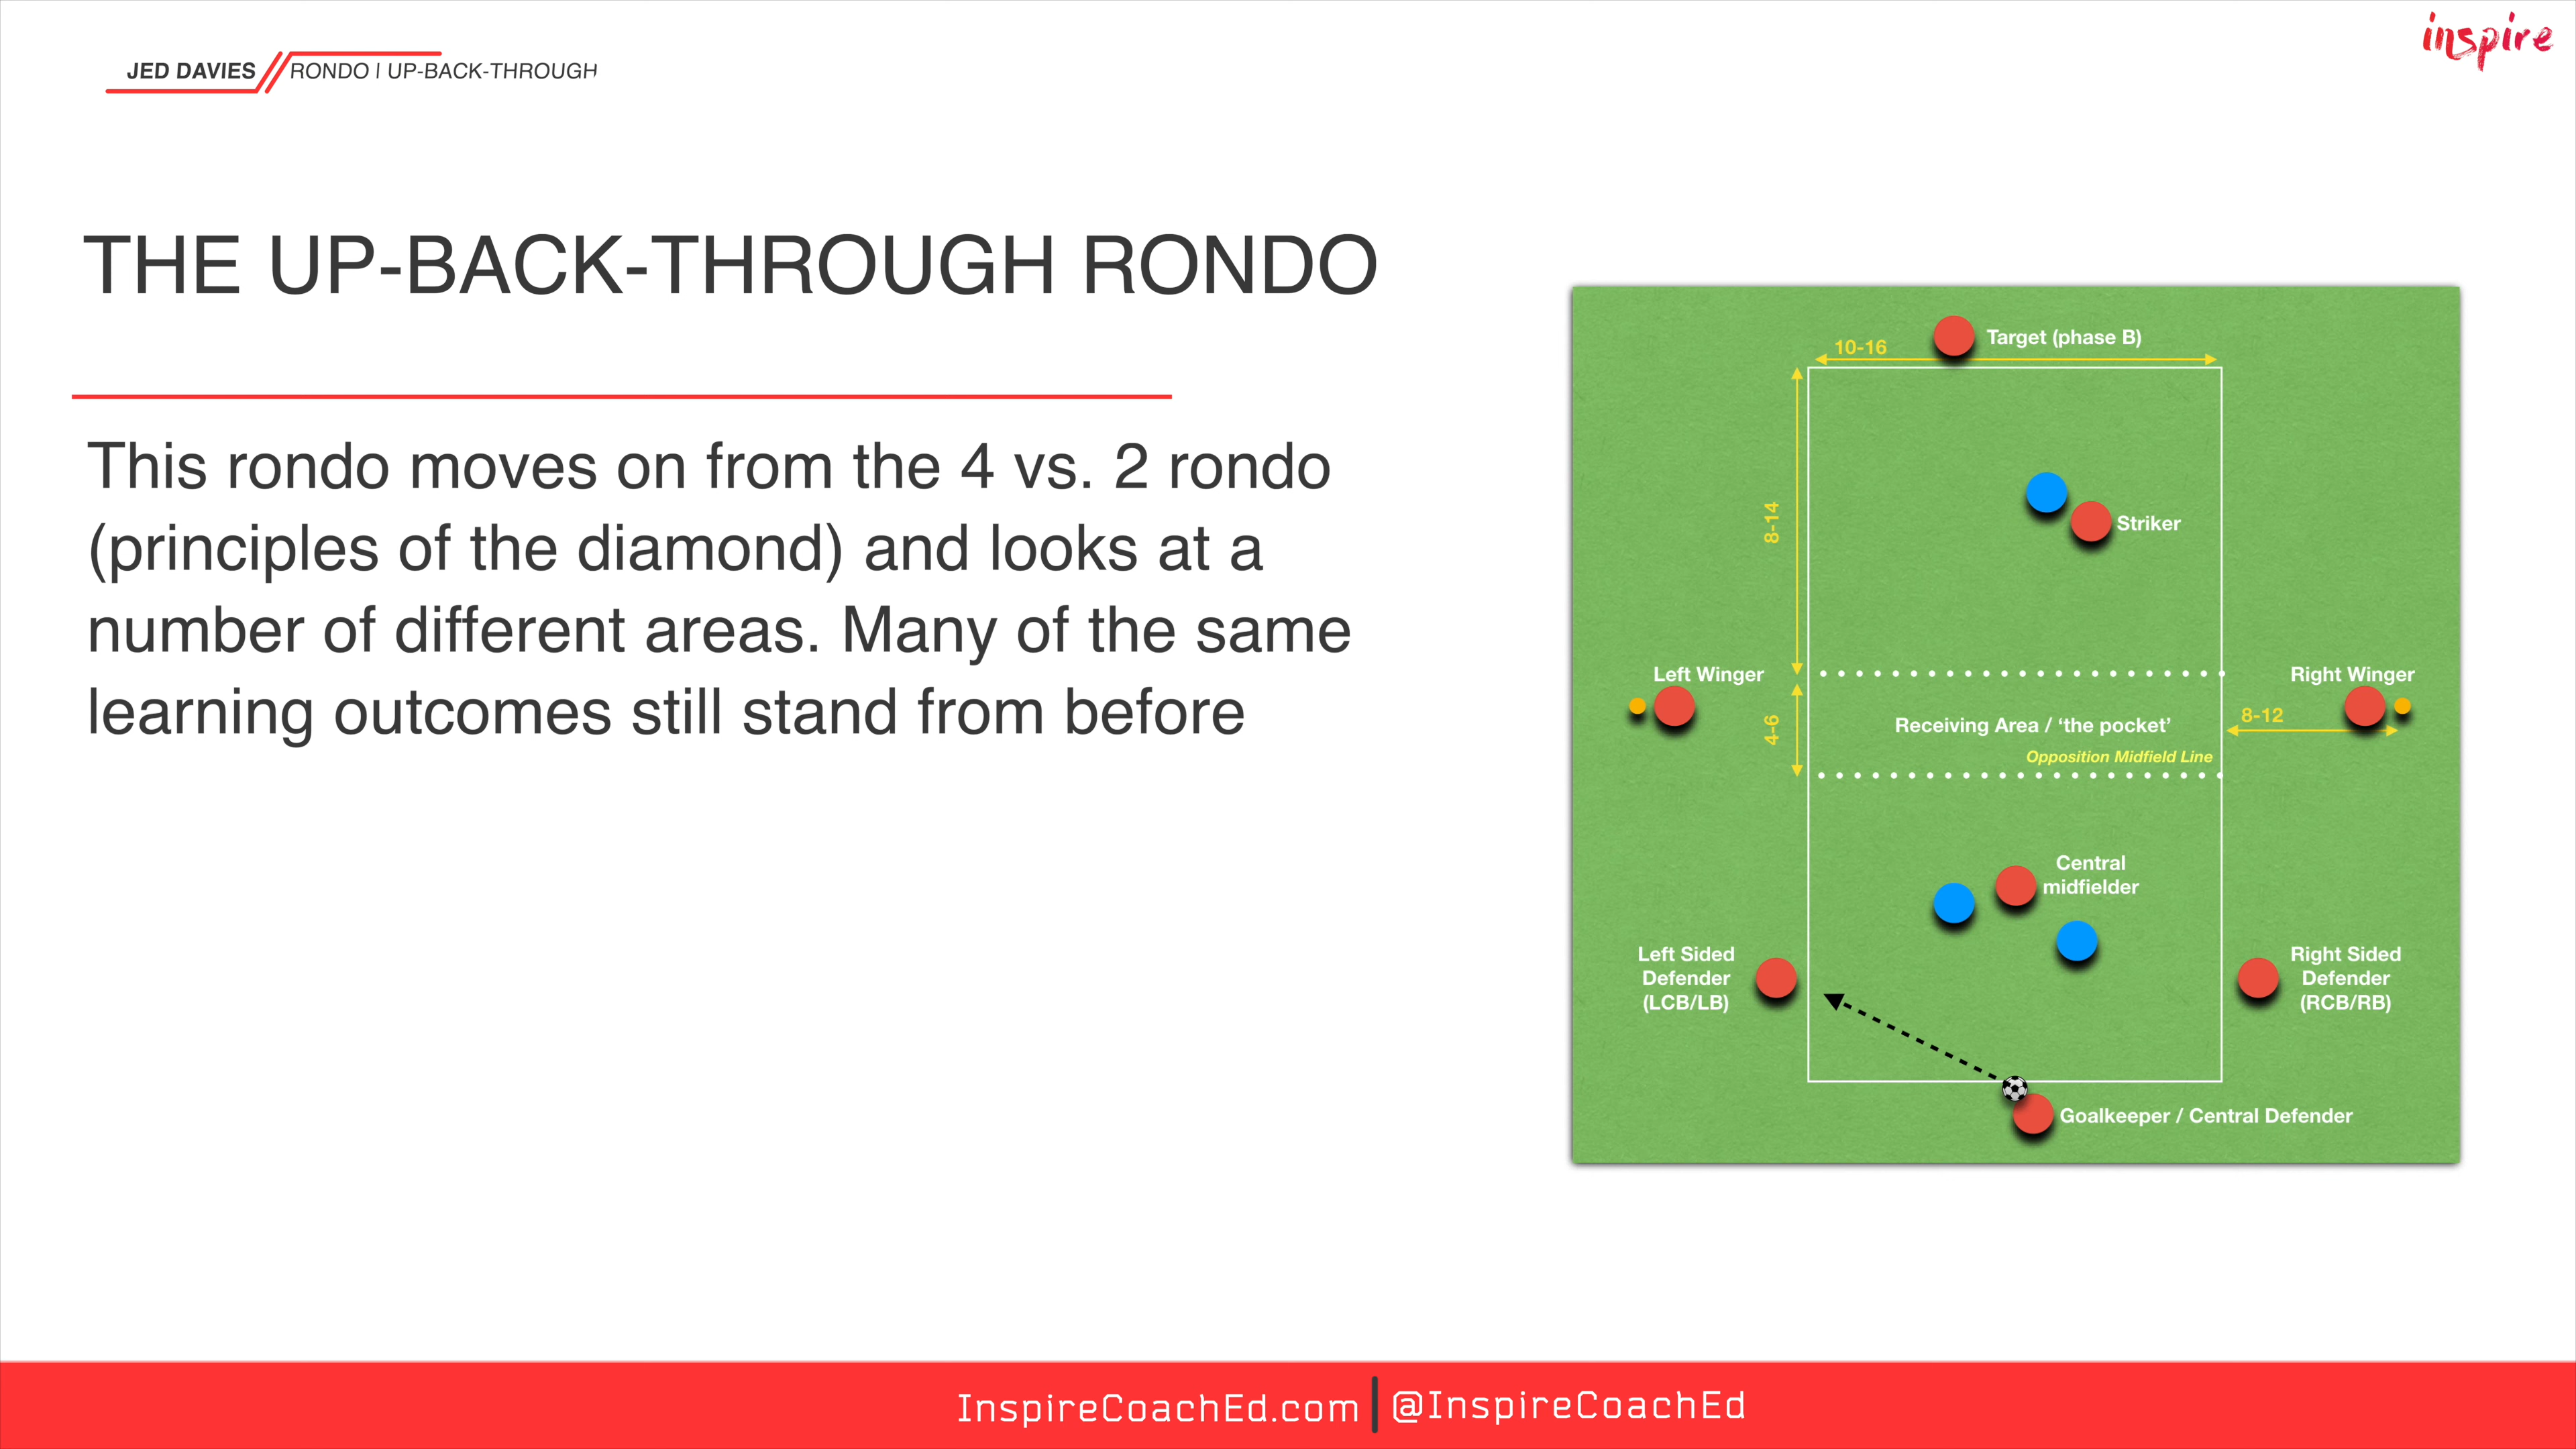 JED DAVIES RONDO | UP-BACK-THROUGH
inspire
THE UP-BACK-THROUGH RONDO
This rondo moves on from the 4 vs. 2 rondo
(principles of the diamond) and looks at a
number of different areas. Many of the same
learning outcomes still stand from before
Target (phase B)
10-16
8-14
Striker
Left Winger
Right Winger
4-6
Receiving Area / ‘the pocket’
8-12
Opposition Midfield Line
Central
midfielder
Left Sided
Defender
(LCB/LB)
Right Sided
Defender
(RCB/RB)
Goalkeeper / Central Defender
InspireCoachEd.com | @InspireCoachEd